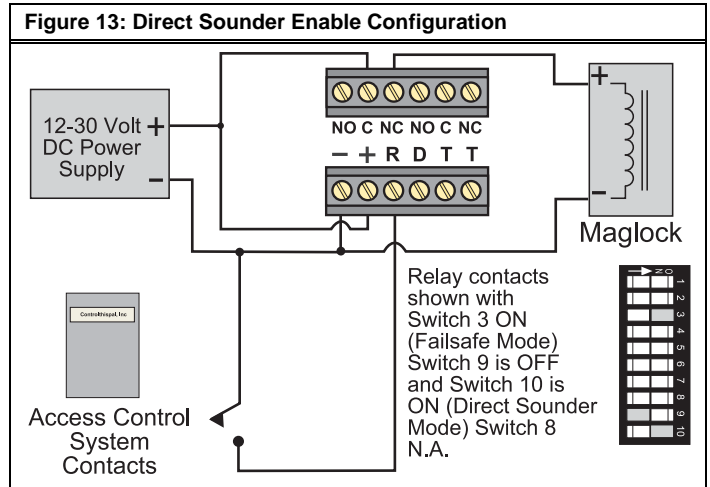 Figure 13: Direct Sounder Enable Configuration
12-30 Volt +
DC Power
Supply
–
NO C NC NO C NC
– + R D T T
+
–
Maglock
Controlthispal, Inc
Access Control
System
Contacts
Relay contacts
shown with
Switch 3 ON
(Failsafe Mode)
Switch 9 is OFF
and Switch 10 is
ON (Direct Sounder
Mode) Switch 8
N.A.
ON
1
2
3
4
5
6
7
8
9
10